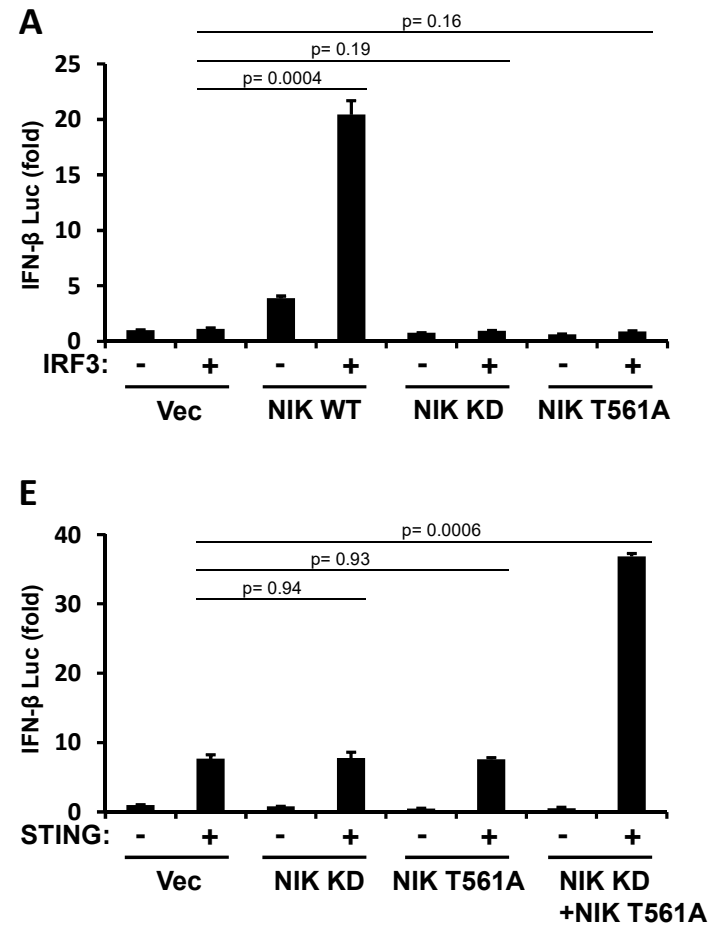 A
p= 0.16
p= 0.19
p= 0.0004
IFN-β Luc (fold)
25
20
15
10
5
0
IRF3: - + - + - + - +
Vec NIK WT NIK KD NIK T561A
E
p= 0.0006
p= 0.93
p= 0.94
IFN-β Luc (fold)
40
30
20
10
0
STING: - + - + - + - +
Vec NIK KD NIK T561A NIK KD
+NIK T561A